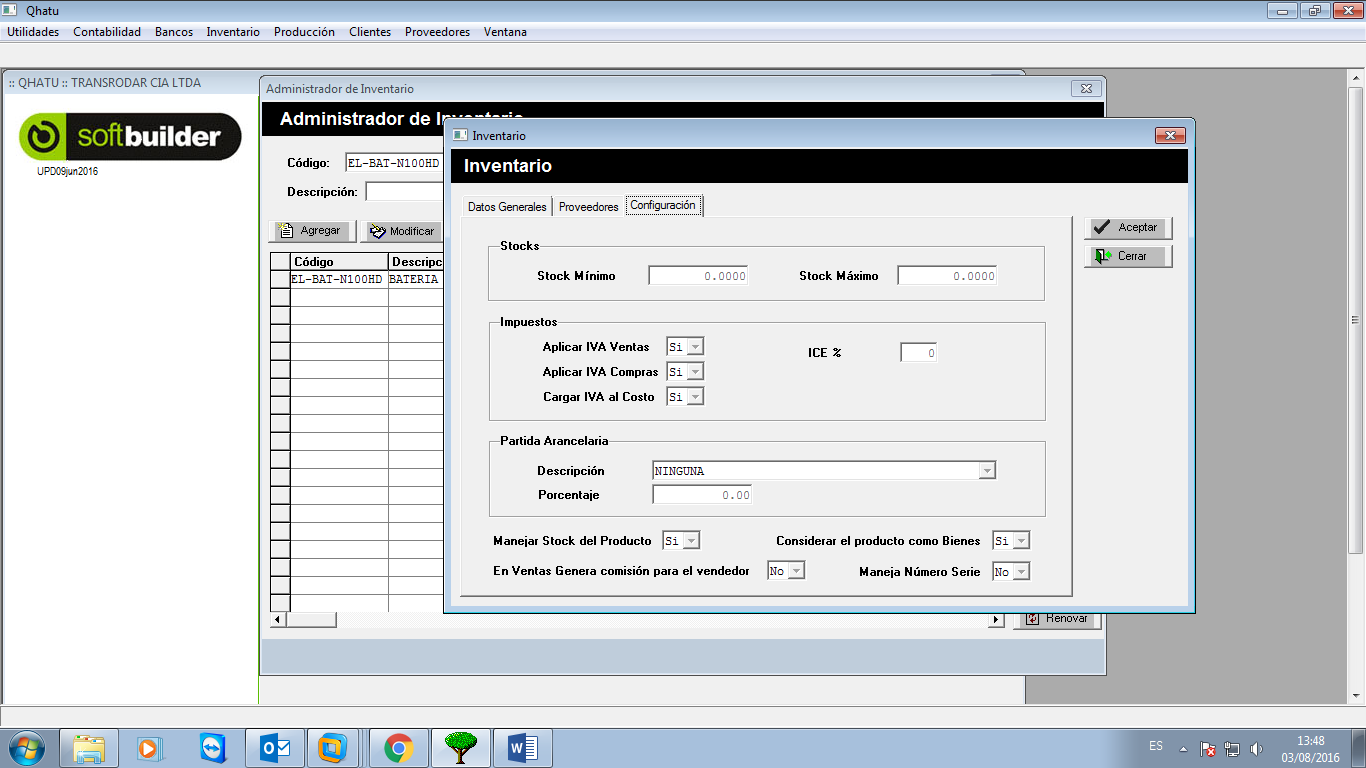 Qhatu
Utilidades Contabilidad Bancos Inventario Producción Clientes Proveedores Ventana
:: QHATU :: TRANSRODAR CIA LTDA
softbuilder
UPD09jun2016
Administrador de Inventario
Administrador de In
Código: EL-BAT-N100HD
Descripción:
Agregar Modificar
Código Descripc
EL-BAT-N100HD BATERIA
Renovar
Inventario
Inventario
Datos Generales Proveedores Configuración
Aceptar
Cerrar
Stocks
Stock Mínimo 0.0000 Stock Máximo 0.0000
Impuestos
Aplicar IVA Ventas Si ICE % 0
Aplicar IVA Compras Si
Cargar IVA al Costo Si
Partida Arancelaria
Descripción NINGUNA
Porcentaje 0.00
Manejar Stock del Producto Si Considerar el producto como Bienes Si
En Ventas Genera comisión para el vendedor No Maneja Número Serie No
ES
13:48
03/08/2016